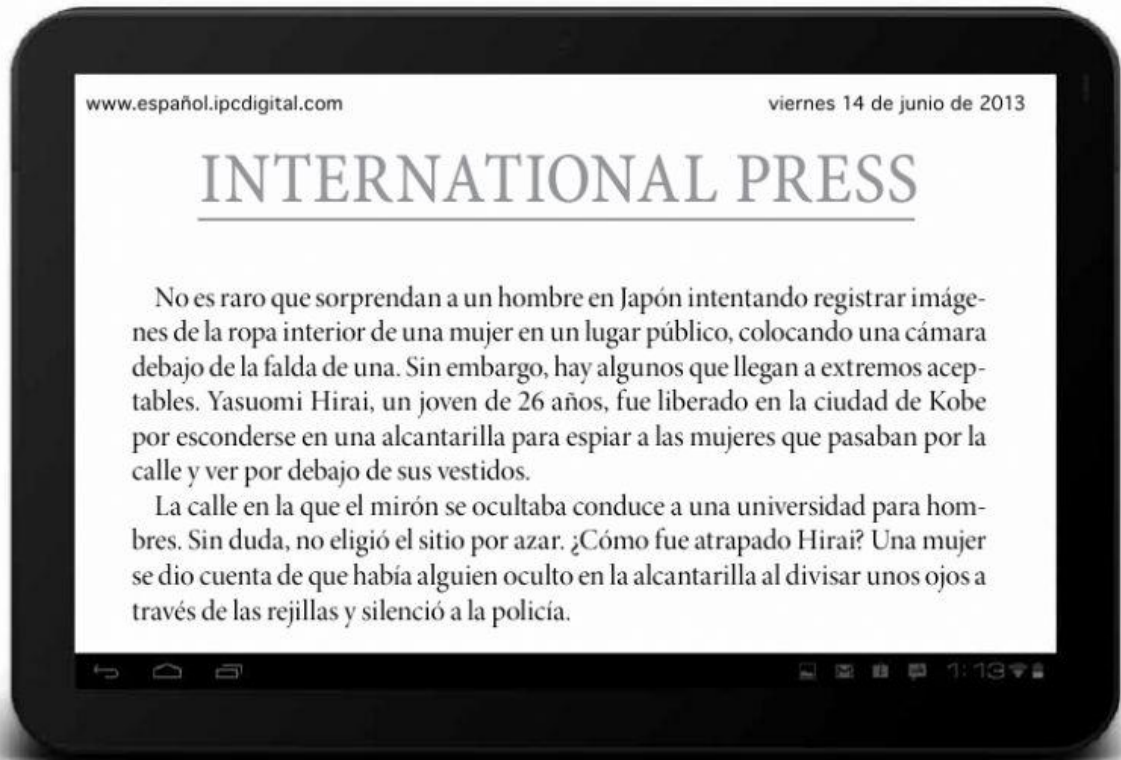 www.español.ipcdigital.com
viernes 14 de junio de 2013
INTERNATIONAL PRESS
No es raro que sorprendan a un hombre en Japón intentando registrar imáge-
nes de la ropa interior de una mujer en un lugar público, colocando una cámara
debajo de la falda de una. Sin embargo, hay algunos que llegan a extremos acep-
tables. Yasuomi Hirai, un joven de 26 años, fue liberado en la ciudad de Kobe
por esconderse en una alcantarilla para espiar a las mujeres que pasaban por la
calle y ver por debajo de sus vestidos.
La calle en la que el mirón se ocultaba conduce a una universidad para hom-
bres. Sin duda, no eligió el sitio por azar. ¿Cómo fue atrapado Hirai? Una mujer
se dio cuenta de que había alguien oculto en la alcantarilla al divisar unos ojos a
través de las rejillas y silenció a la policía.
1:13